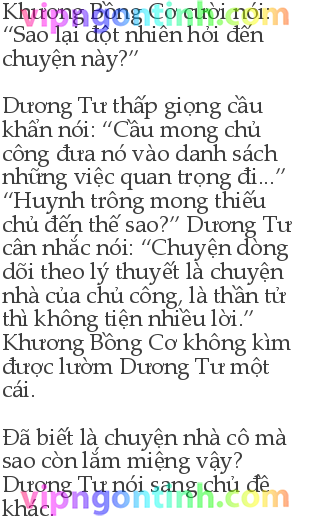 Khương Bồng Cơ cười nói:
“Sao lại đột nhiên hỏi đến
chuyện này?”
Dương Tư thấp giọng cầu
khẩn nói: “Cầu mong chủ
công đưa nó vào danh sách
những việc quan trọng đi...”
“Huynh trông mong thiếu
chủ đến thế sao?” Dương Tư
cân nhắc nói: “Chuyện dòng
dõi theo lý thuyết là chuyện
nhà của chủ công, là thần tử
thì không tiện nhiều lời.”
Khương Bồng Cơ không kìm
được lườm Dương Tư một
cái.
Đã biết là chuyện nhà cô mà
sao còn lắm miệng vậy?
Dương Tư nói sang chủ đề
khác.
vipngontinh.com
vipngontinh.com